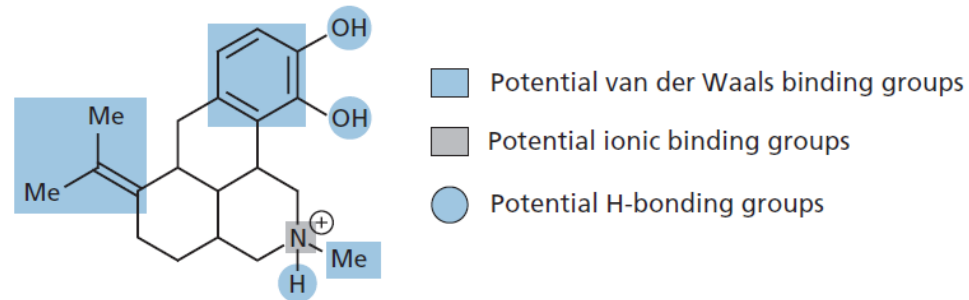 OH
Potential van der Waals binding groups
Me
OH
Potential ionic binding groups
Me
Potential H-bonding groups
N
+
Me
H